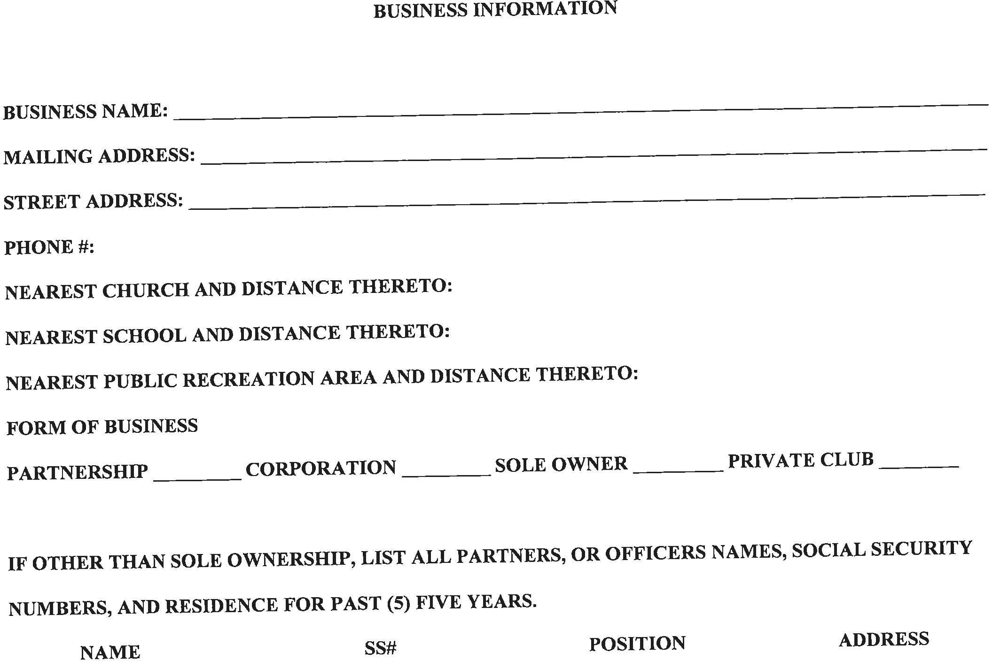 BUSINESS INFORMATION
BUSINESS NAME:
MAILING ADDRESS:
STREET ADDRESS:
PHONE #:
NEAREST CHURCH AND DISTANCE THERETO:
NEAREST SCHOOL AND DISTANCE THERETO:
NEAREST PUBLIC RECREATION AREA AND DISTANCE THERETO:
FORM OF BUSINESS
PARTNERSHIP ________ CORPORATION ________ SOLE OWNER ________ PRIVATE CLUB ________
IF OTHER THAN SOLE OWNERSHIP, LIST ALL PARTNERS, OR OFFICERS NAMES, SOCIAL SECURITY
NUMBERS, AND RESIDENCE FOR PAST (5) FIVE YEARS.
NAME SS# POSITION ADDRESS